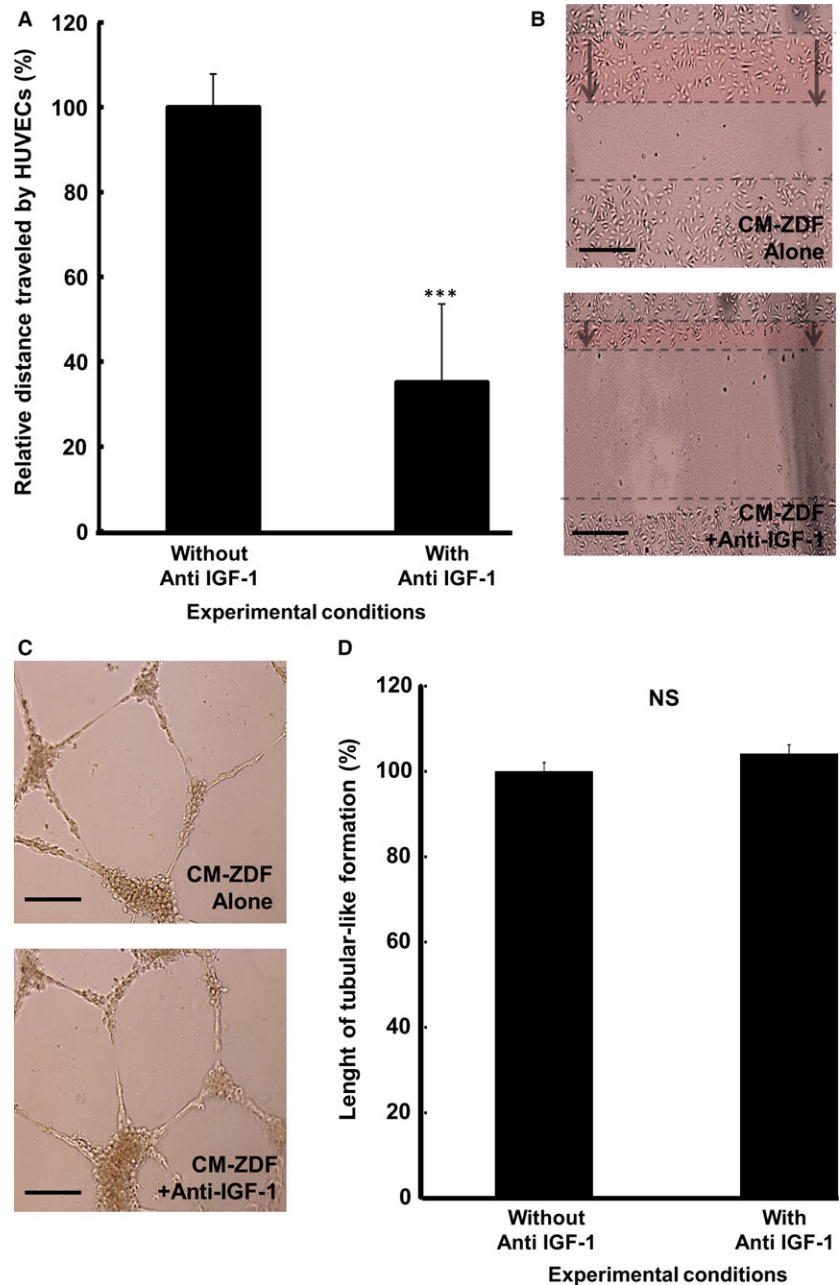 A
Relative distance traveled by HUVECs (%)
120
100
80
60
40
20
0
***
Without
Anti IGF-1
With
Anti IGF-1
Experimental conditions
B
CM-ZDF
Alone
CM-ZDF
+Anti-IGF-1
C
CM-ZDF
Alone
CM-ZDF
+Anti-IGF-1
D
Lenght of tubular-like formation (%)
120
100
80
60
40
20
0
NS
Without
Anti IGF-1
With
Anti IGF-1
Experimental conditions